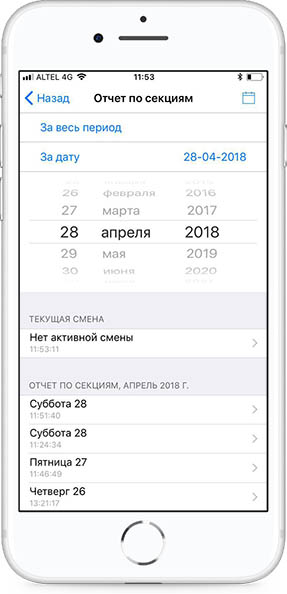 ALTEL 4G 11:53
Назад Отчет по секциям
За весь период
За дату 28-04-2018
26 февраля 2016
27 марта 2017
28 апреля 2018
29 мая 2019
30 июня 2020
ТЕКУЩАЯ СМЕНА
Нет активной смены
11:53:11
ОТЧЕТ ПО СЕКЦИЯМ, АПРЕЛЬ 2018 Г.
Суббота 28
11:51:40
Суббота 28
11:24:34
Пятница 27
11:46:49
Четверг 26
13:21:17